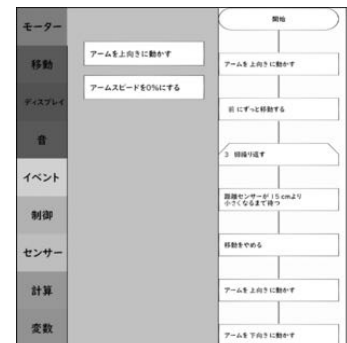 モーター
移動
ディスプレイ
音
イベント
制御
センサー
計算
変数
アームを上向きに動かす
アームスピードを0%にする
開始
アームを上向きに動かす
前にずっと移動する
3 回繰り返す
距離センサーが 15 cmより
小さくなるまで待つ
移動をやめる
アームを上向きに動かす
アームを下向きに動かす